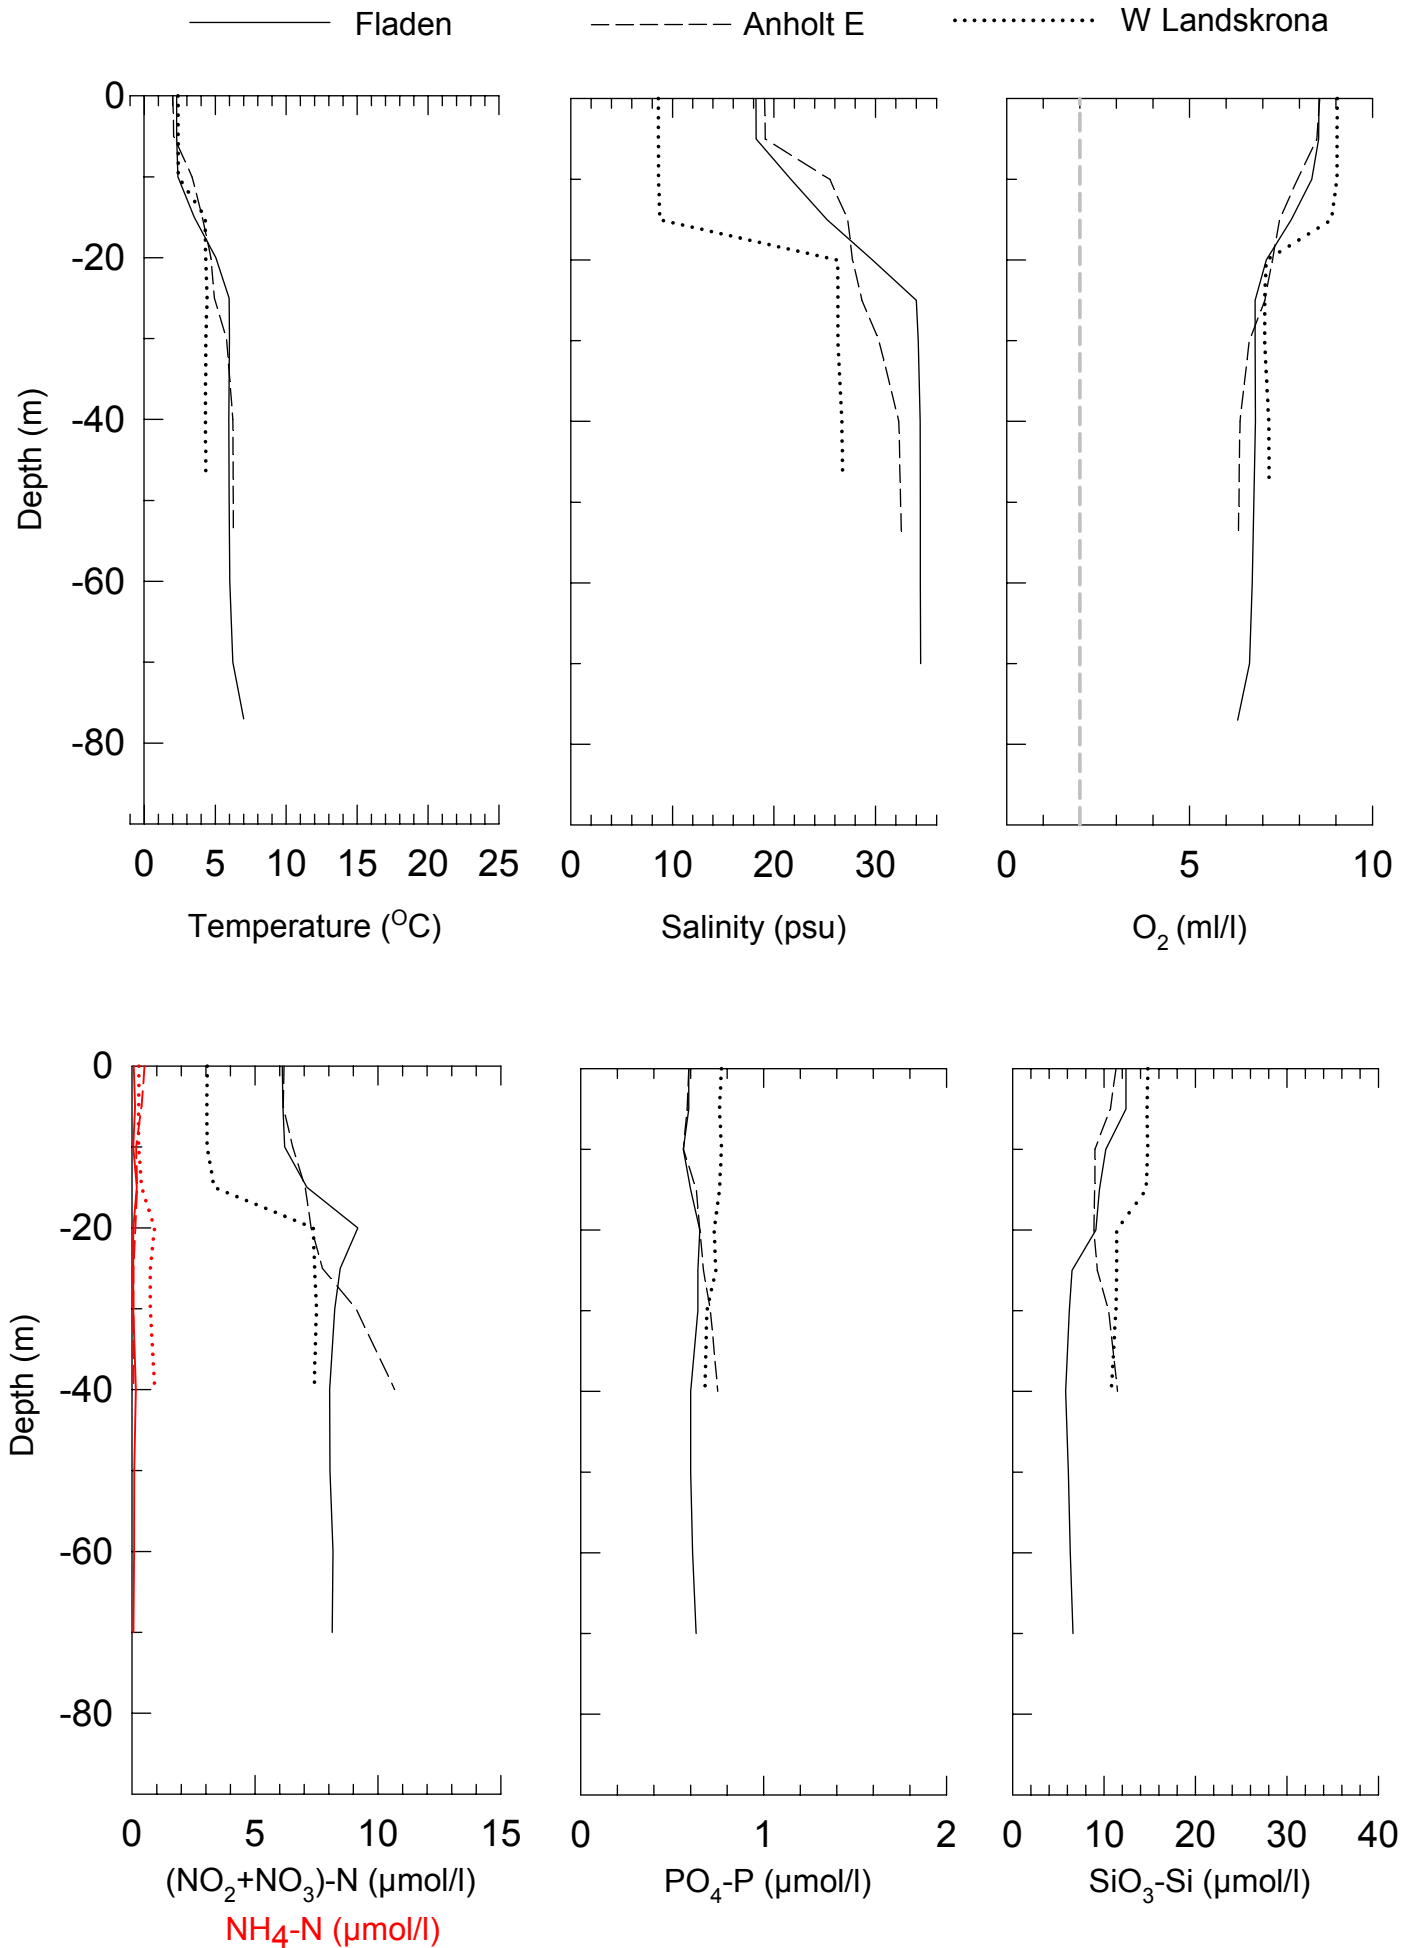 Fladen Anholt E W Landskrona
0
-20
-40
-60
-80
Depth (m)
0 5 10 15 20 25
Temperature (OC)
0 10 20 30
Salinity (psu)
0 5 10
O2 (ml/l)
0
-20
-40
-60
-80
Depth (m)
0 5 10 15
(NO2+NO3)-N (µmol/l)
NH4-N (µmol/l)
0 1 2
PO4-P (µmol/l)
0 10 20 30 40
SiO3-Si (µmol/l)